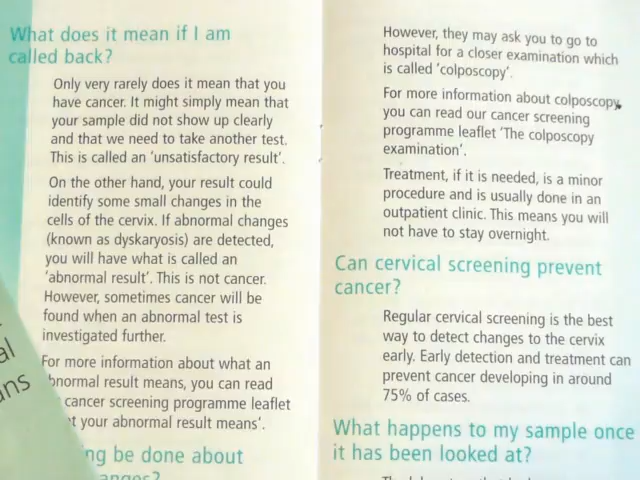 What does it mean if I am
called back?
Only very rarely does it mean that you
have cancer. It might simply mean that
your sample did not show up clearly
and that we need to take another test.
This is called an 'unsatisfactory result'.
On the other hand, your result could
identify some small changes in the
cells of the cervix. If abnormal changes
(known as dyskaryosis) are detected,
you will have what is called an
'abnormal result'. This is not cancer.
However, sometimes cancer will be
found when an abnormal test is
investigated further.
For more information about what an
abnormal result means, you can read
cancer screening programme leaflet
your abnormal result means'.
be done about
However, they may ask you to go to
hospital for a closer examination which
is called 'colposcopy'.
For more information about colposcopy,
you can read our cancer screening
programme leaflet 'The colposcopy
examination'.
Treatment, if it is needed, is a minor
procedure and is usually done in an
outpatient clinic. This means you will
not have to stay overnight.
Can cervical screening prevent
cancer?
Regular cervical screening is the best
way to detect changes to the cervix
early. Early detection and treatment can
prevent cancer developing in around
75% of cases.
What happens to my sample once
it has been looked at?